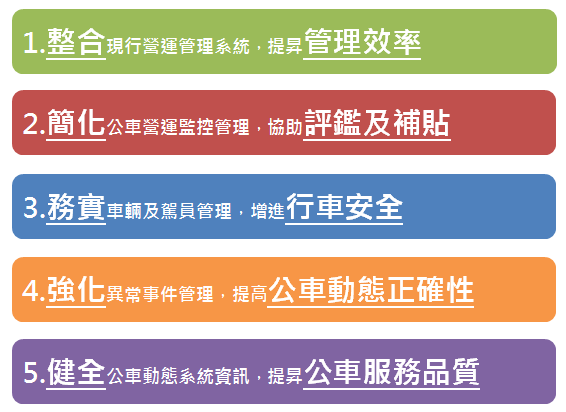 1.整合現行營運管理系統，提昇管理效率
2.簡化公車營運監控管理，協助評鑑及補貼
3.務實車輛及駕員管理，增進行車安全
4.強化異常事件管理，提高公車動態正確性
5.健全公車動態系統資訊，提昇公車服務品質